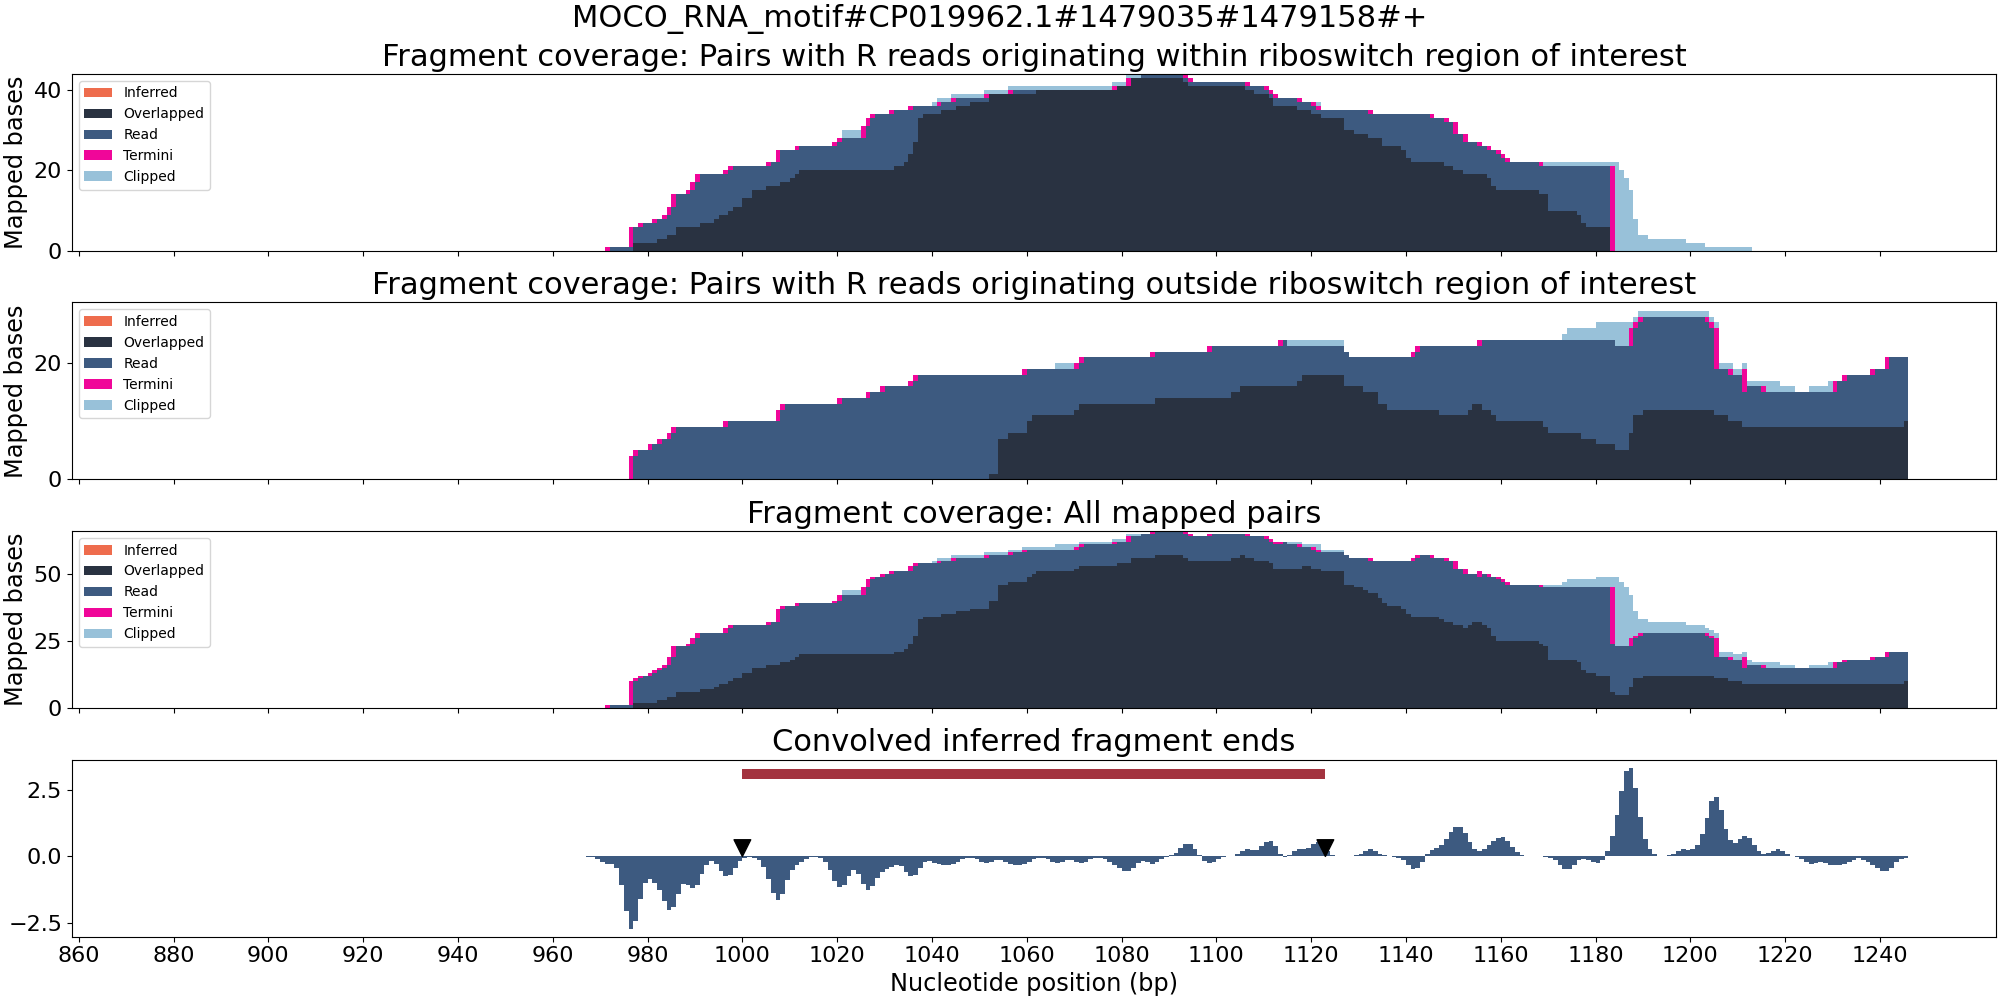 MOCO_RNA_motif#CP019962.1#1479035#1479158#+
Fragment coverage: Pairs with R reads originating within riboswitch region of interest
Mapped bases
40
20
0
Inferred
Overlapped
Read
Termini
Clipped
Fragment coverage: Pairs with R reads originating outside riboswitch region of interest
Mapped bases
20
0
Inferred
Overlapped
Read
Termini
Clipped
Fragment coverage: All mapped pairs
Mapped bases
50
25
0
Inferred
Overlapped
Read
Termini
Clipped
Convolved inferred fragment ends
2.5
0.0
−2.5
860 880 900 920 940 960 980 1000 1020 1040 1060 1080 1100 1120 1140 1160 1180 1200 1220 1240
Nucleotide position (bp)